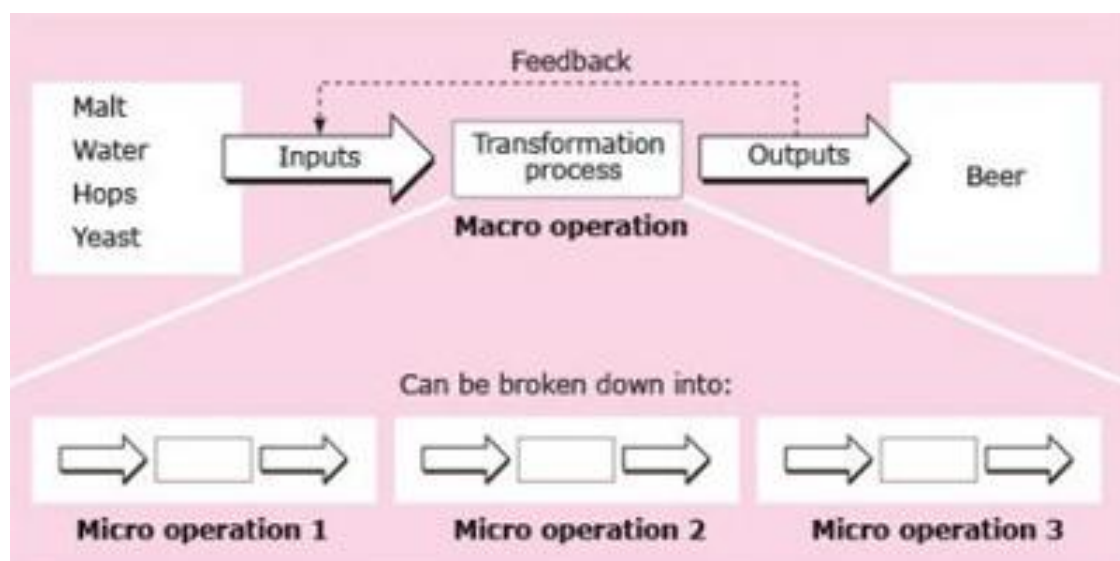 Feedback
Malt
Water
Hops
Yeast
Inputs
Transformation
process
Outputs
Beer
Macro operation
Can be broken down into:
Micro operation 1
Micro operation 2
Micro operation 3